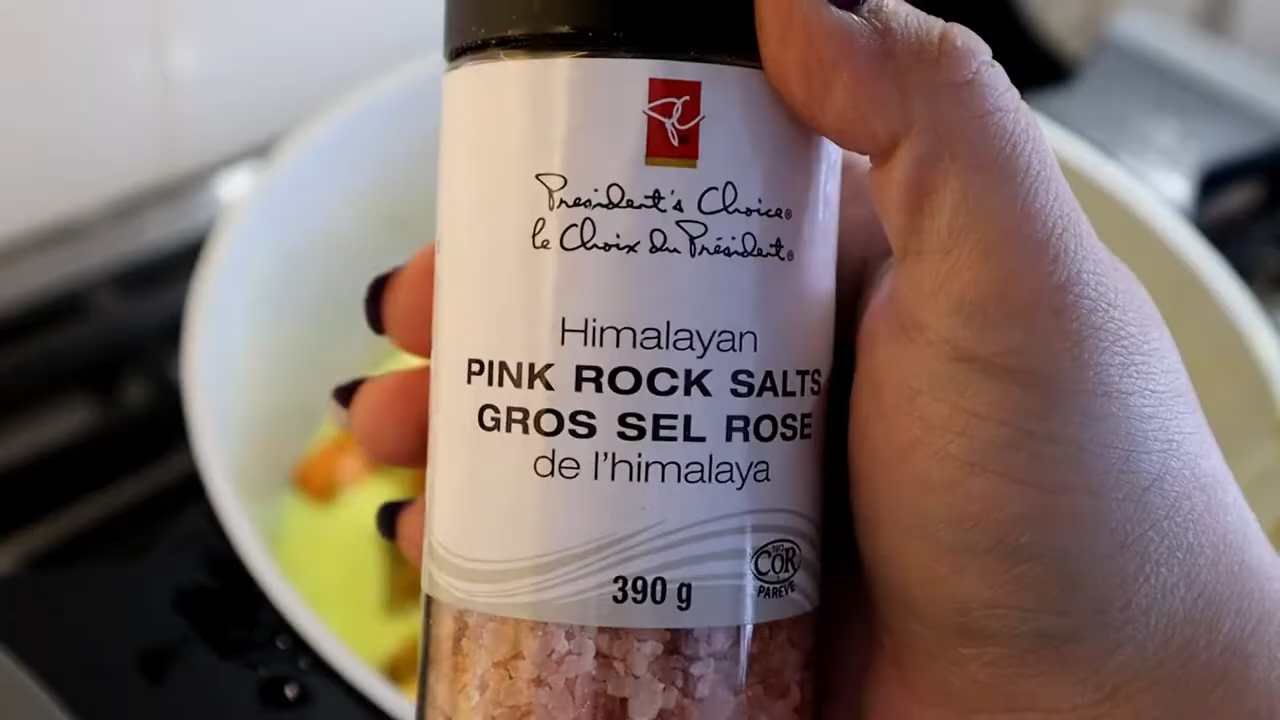 President's Choice®
le Choix du Président®
Himalayan
PINK ROCK SALTS
GROS SEL ROSE
de l'himalaya
390 g
COR
PAREVE